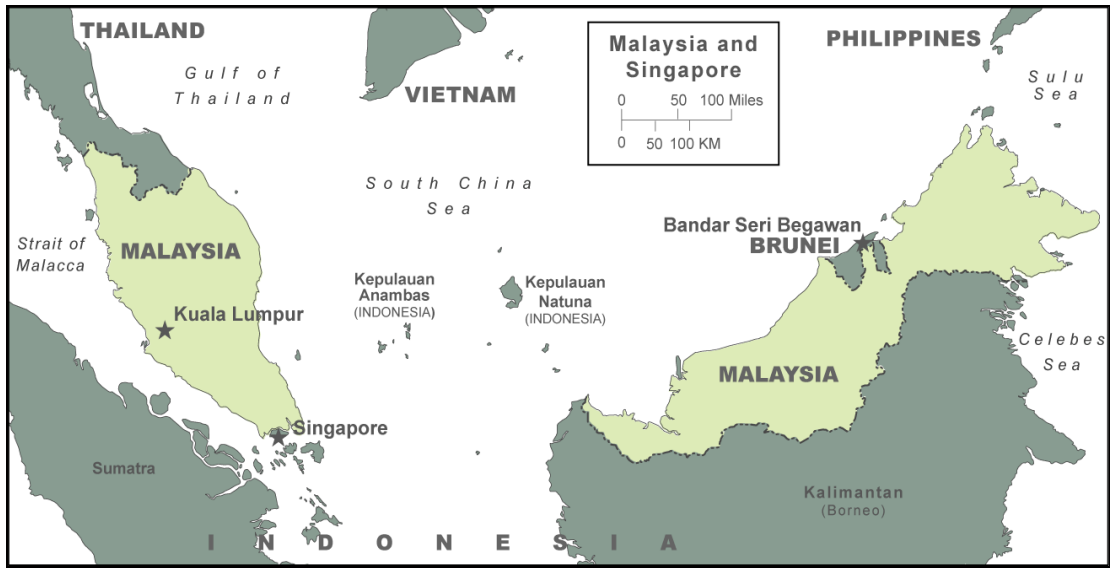 THAILAND
Gulf of
Thailand
VIETNAM
Malaysia and
Singapore
0 50 100 Miles
0 50 100 KM
PHILIPPINES
Sulu
Sea
South China
Sea
Strait of
Malacca
MALAYSIA
Kuala Lumpur
Kepulauan
Anambas
(INDONESIA)
Kepulauan
Natuna
(INDONESIA)
Bandar Seri Begawan
BRUNEI
MALAYSIA
Celebes
Sea
Singapore
Sumatra
Kalimantan
(Borneo)
INDONESIA